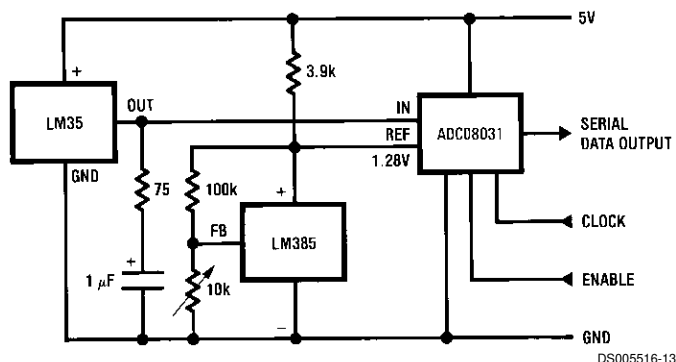 5V
+
3.9k
LM35
OUT
IN
ADC08031
SERIAL
DATA OUTPUT
REF
1.28V
GND
75
100k
+
LM385
FB
CLOCK
+
1 μF
10k
ENABLE
–
GND
DS005516-13